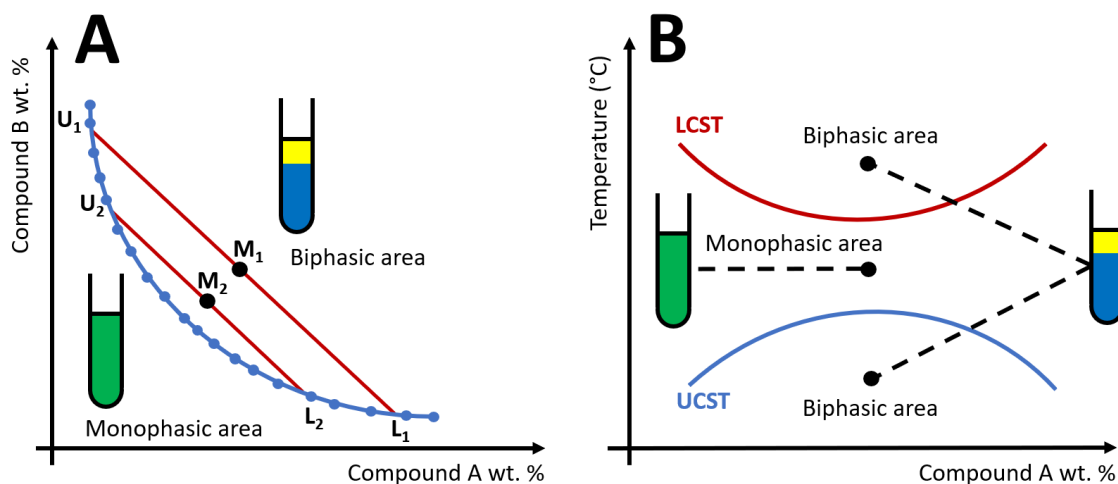 A
Compound B wt. %
U1
U2
M1
M2
Biphasic area
Monophasic area
L2
L1
Compound A wt. %
B
Temperature (°C)
LCST
Biphasic area
Monophasic area
UCST
Biphasic area
Compound A wt. %